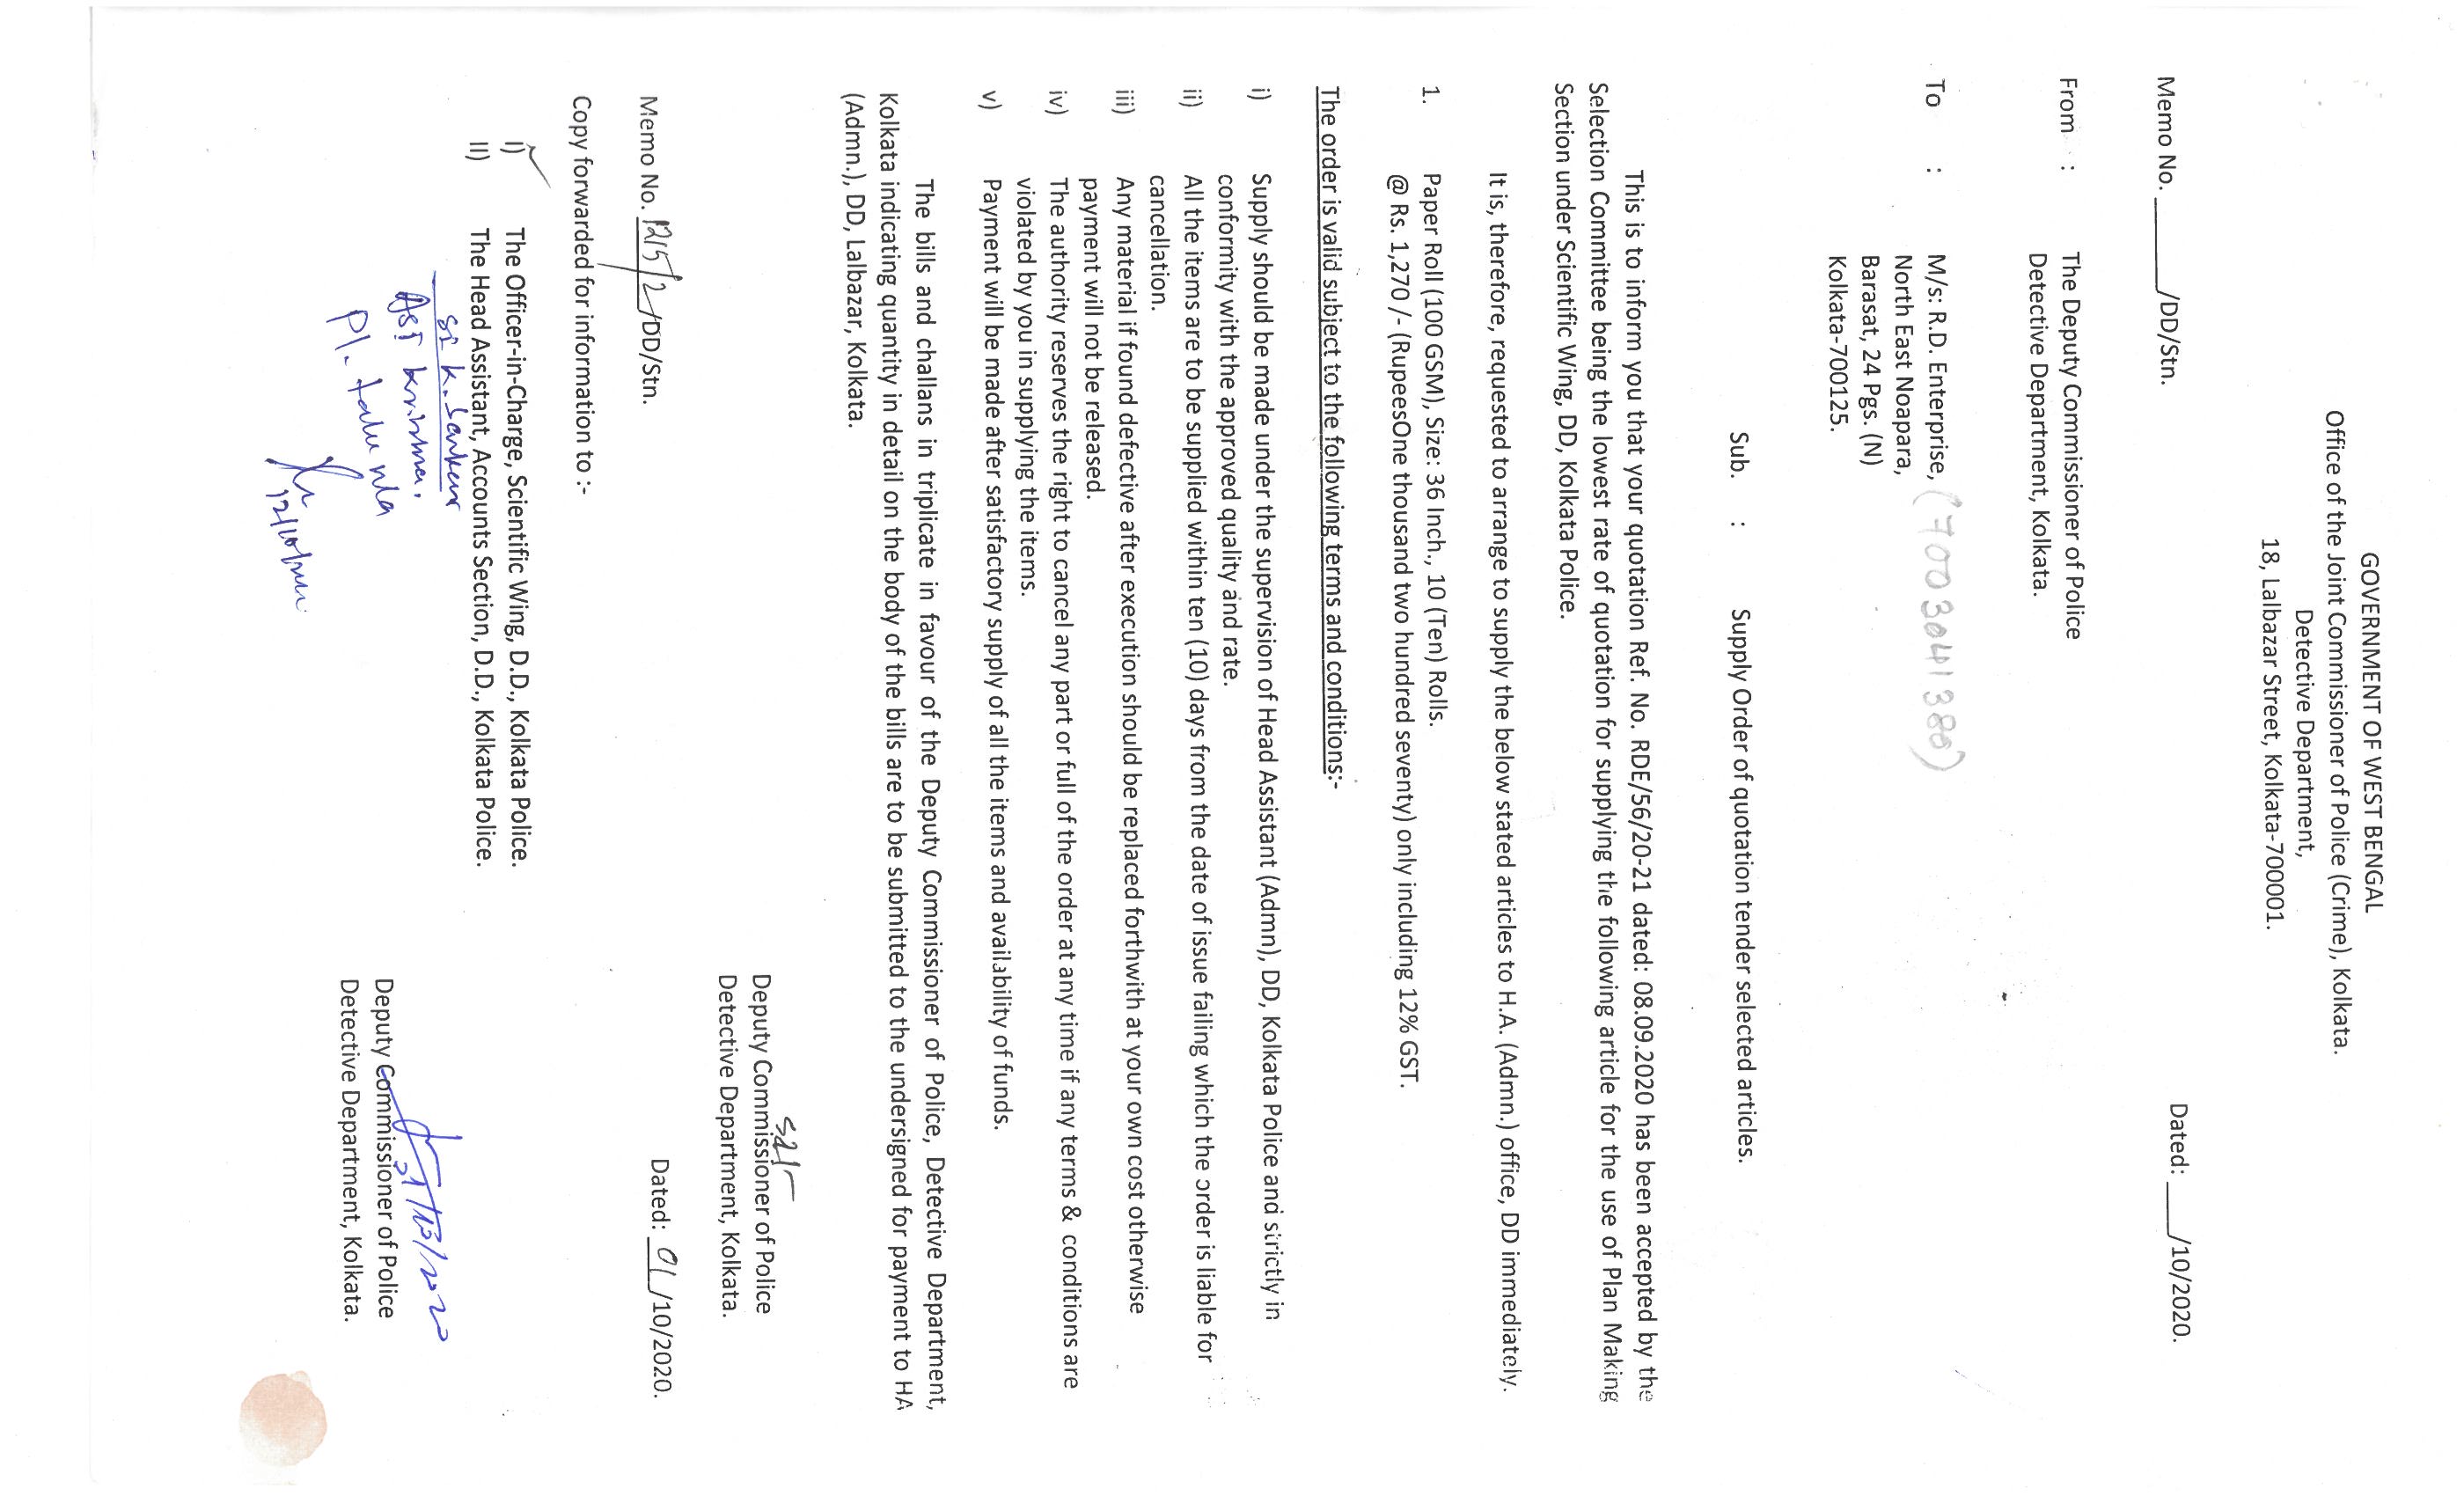 GOVERNMENT OF WEST BENGAL
Office of the Joint Commissioner of Police (Crime), Kolkata.
Detective Department,
18, Lalbazar Street, Kolkata-700001.
Memo No. ______/DD/Stn. Dated: ____/10/2020.
From : The Deputy Commissioner of Police
Detective Department, Kolkata.
To : M/s: R.D. Enterprise, (7003041380)
North East Noapara,
Barasat, 24 Pgs. (N)
Kolkata-700125.
Sub. : Supply Order of quotation tender selected articles.
This is to inform you that your quotation Ref. No. RDE/56/20-21 dated: 08.09.2020 has been accepted by the
Selection Committee being the lowest rate of quotation for supplying the following article for the use of Plan Making
Section under Scientific Wing, DD, Kolkata Police.
It is, therefore, requested to arrange to supply the below stated articles to H.A. (Admn.) office, DD immediately.
1. Paper Roll (100 GSM), Size: 36 Inch., 10 (Ten) Rolls.
@ Rs. 1,270 /- (RupeesOne thousand two hundred seventy) only including 12% GST.
The order is valid subject to the following terms and conditions:-
i) Supply should be made under the supervision of Head Assistant (Admn), DD, Kolkata Police and strictly in
conformity with the approved quality and rate.
ii) All the items are to be supplied within ten (10) days from the date of issue failing which the order is liable for
cancellation.
iii) Any material if found defective after execution should be replaced forthwith at your own cost otherwise
payment will not be released.
iv) The authority reserves the right to cancel any part or full of the order at any time if any terms & conditions are
violated by you in supplying the items.
v) Payment will be made after satisfactory supply of all the items and availability of funds.
The bills and challans in triplicate in favour of the Deputy Commissioner of Police, Detective Department,
Kolkata indicating quantity in detail on the body of the bills are to be submitted to the undersigned for payment to HA
(Admn.), DD, Lalbazar, Kolkata.
Sd/-
Deputy Commissioner of Police
Detective Department, Kolkata.
Memo No. 1215/2/DD/Stn. Dated: 01/10/2020.
Copy forwarded for information to :-
I) The Officer-in-Charge, Scientific Wing, D.D., Kolkata Police.
II) The Head Assistant, Accounts Section, D.D., Kolkata Police.
SI K. Sarkar
ASI Krishna.
Pl. take n/a
Deputy Commissioner of Police
Detective Department, Kolkata.